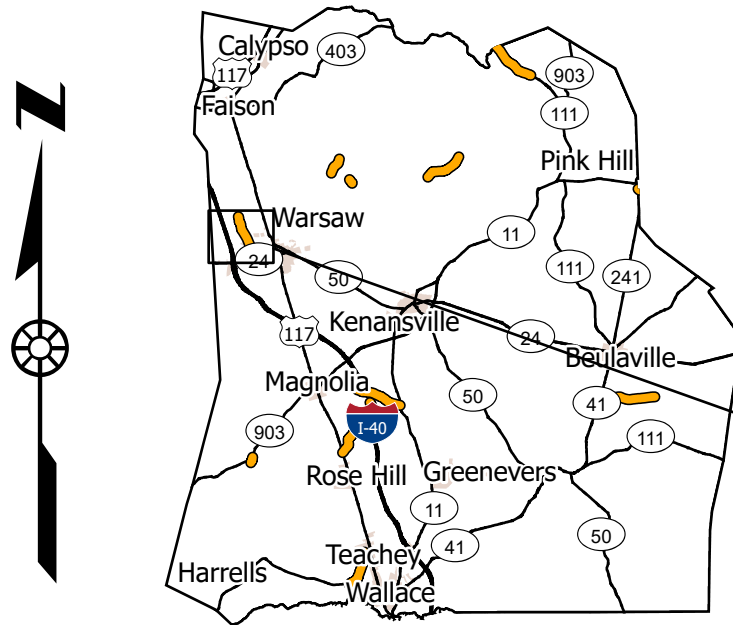 Calypso
403
117
903
Faison
111
Pink Hill
N
Warsaw
11
24
50
111
241
Kenansville
117
24
Beulaville
Magnolia
50
41
I-40
903
111
Rose Hill
Greenevers
11
50
41
Teachey
Harrells
Wallace